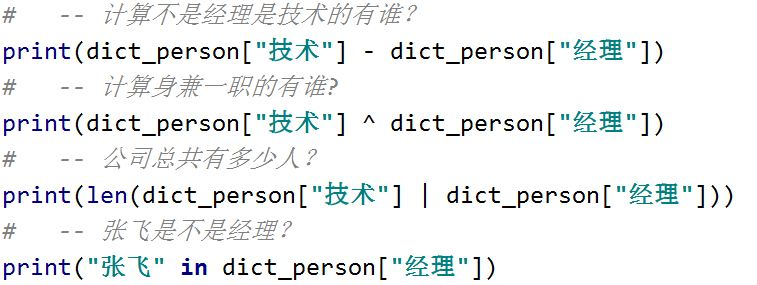 #   -- 计算不是经理是技术的有谁？
print(dict_person["技术"] - dict_person["经理"])
#   -- 计算身兼一职的有谁?
print(dict_person["技术"] ^ dict_person["经理"])
#   -- 公司总共有多少人？
print(len(dict_person["技术"] | dict_person["经理"]))
#   -- 张飞是不是经理？
print("张飞" in dict_person["经理"])